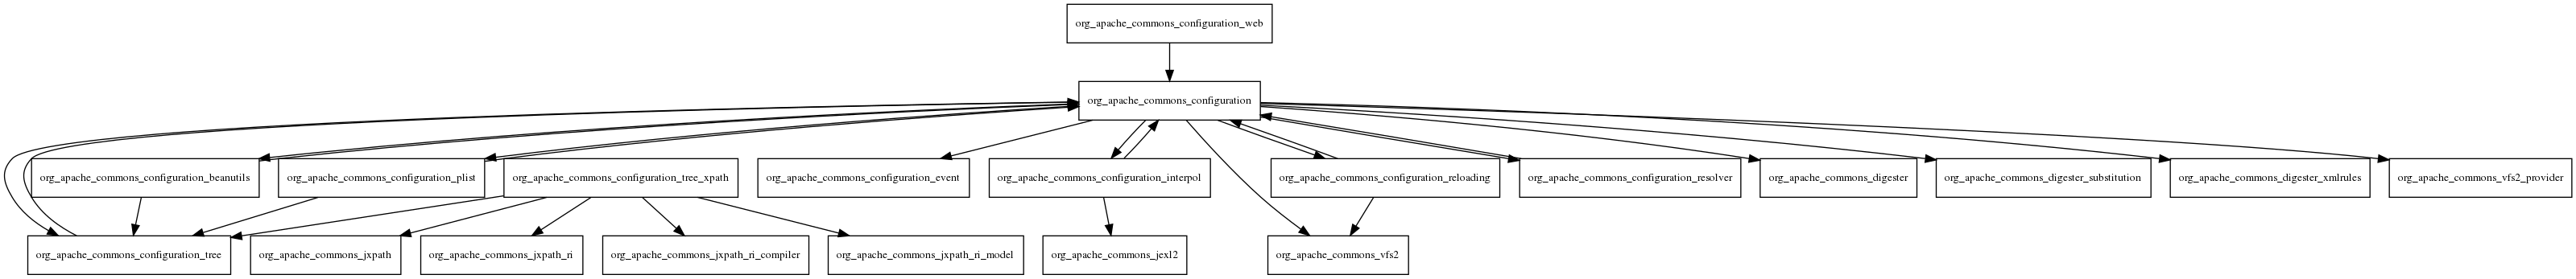 org_apache_commons_configuration_web
org_apache_commons_configuration
org_apache_commons_configuration_beanutils
org_apache_commons_configuration_plist
org_apache_commons_configuration_tree_xpath
org_apache_commons_configuration_event
org_apache_commons_configuration_interpol
org_apache_commons_configuration_reloading
org_apache_commons_configuration_resolver
org_apache_commons_digester
org_apache_commons_digester_substitution
org_apache_commons_digester_xmlrules
org_apache_commons_vfs2_provider
org_apache_commons_configuration_tree
org_apache_commons_jxpath
org_apache_commons_jxpath_ri
org_apache_commons_jxpath_ri_compiler
org_apache_commons_jxpath_ri_model
org_apache_commons_jexl2
org_apache_commons_vfs2